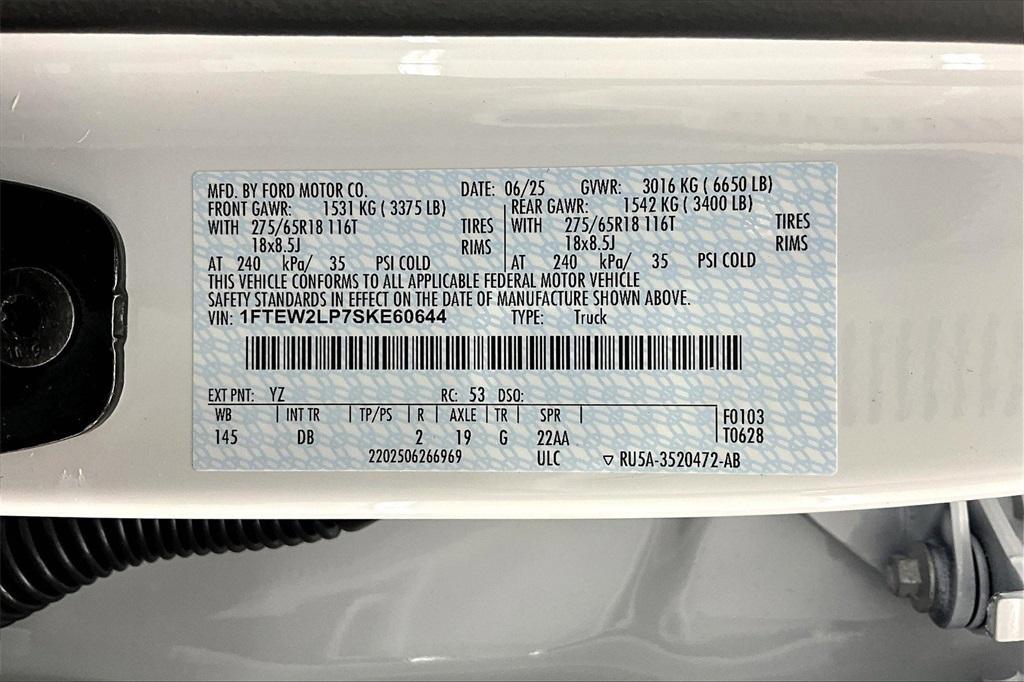 MFD. BY FORD MOTOR CO. DATE: 06/25 GVWR: 3016 KG ( 6650 LB)
FRONT GAWR: 1531 KG ( 3375 LB) REAR GAWR: 1542 KG ( 3400 LB)
WITH 275/65R18 116T TIRES WITH 275/65R18 116T TIRES
18x8.5J RIMS 18x8.5J RIMS
AT 240 kPa/ 35 PSI COLD AT 240 kPa/ 35 PSI COLD
THIS VEHICLE CONFORMS TO ALL APPLICABLE FEDERAL MOTOR VEHICLE
SAFETY STANDARDS IN EFFECT ON THE DATE OF MANUFACTURE SHOWN ABOVE.
VIN: 1FTEW2LP7SKE60644 TYPE: Truck
EXT PNT: YZ RC: 53 DSO:
WB INT TR TP/PS R AXLE TR SPR F0103
145 DB 2 19 G 22AA T0628
2202506266969 ULC ▽ RU5A-3520472-AB